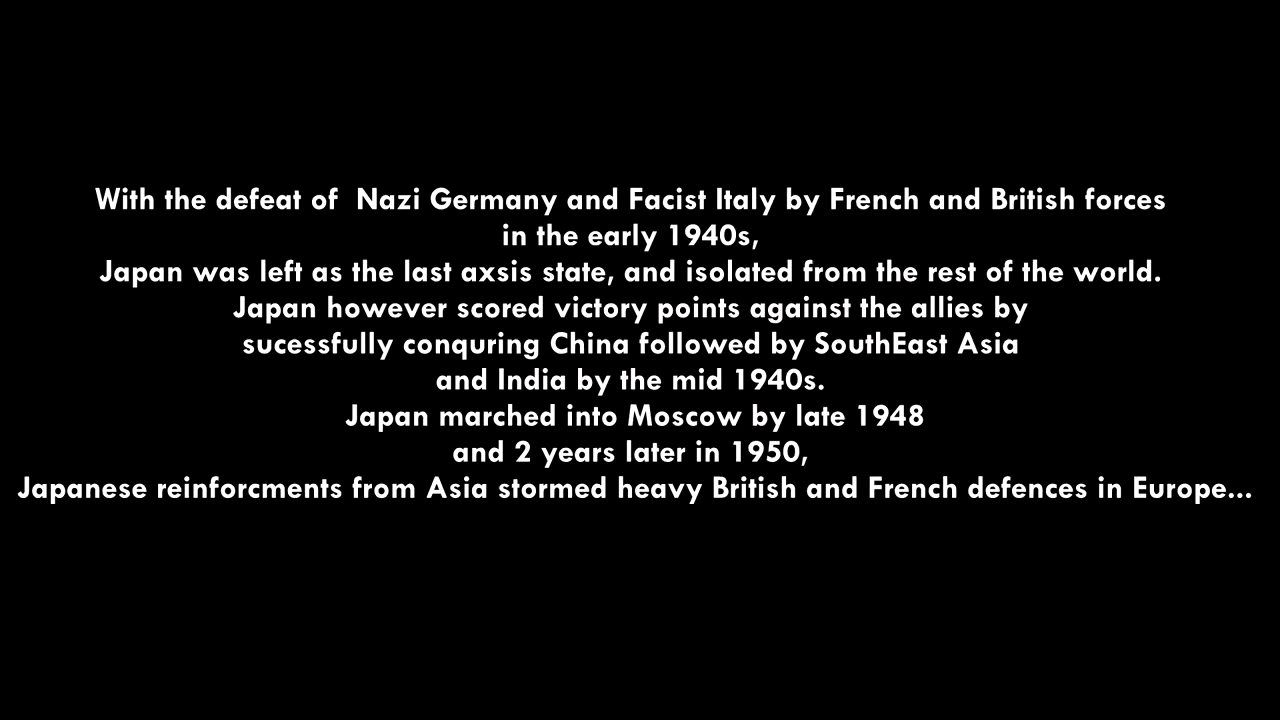 With the defeat of  Nazi Germany and Facist Italy by French and British forces
in the early 1940s,
Japan was left as the last axsis state, and isolated from the rest of the world.
Japan however scored victory points against the allies by
sucessfully conquring China followed by SouthEast Asia
and India by the mid 1940s.
Japan marched into Moscow by late 1948
and 2 years later in 1950,
Japanese reinforcments from Asia stormed heavy British and French defences in Europe...